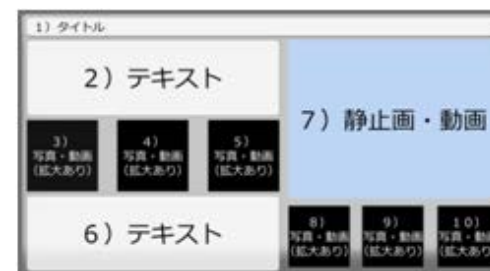 1）タイトル
2）テキスト
3）
写真・動画
（拡大あり）
4）
写真・動画
（拡大あり）
5）
写真・動画
（拡大あり）
6）テキスト
7）静止画・動画
8）
写真・動画
（拡大あり）
9）
写真・動画
（拡大あり）
10）
写真・動画
（拡大あり